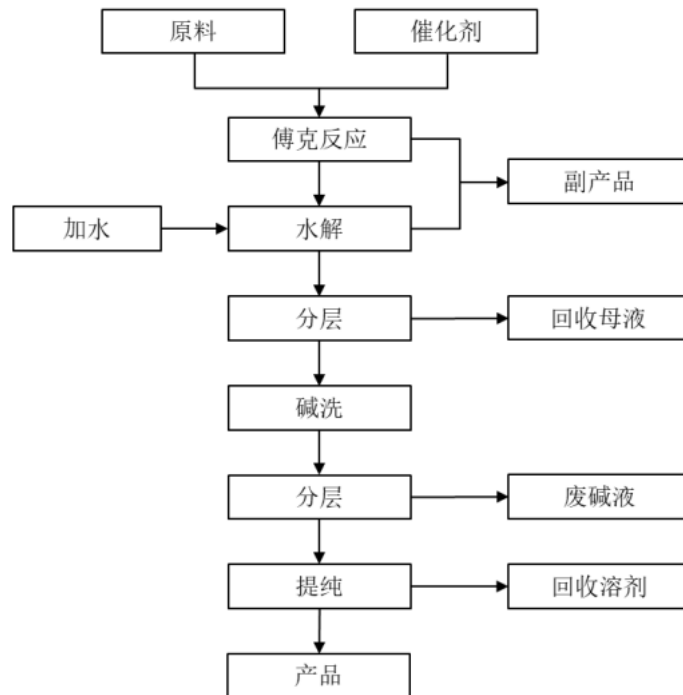 原料
催化剂
傅克反应
副产品
加水
水解
分层
回收母液
碱洗
分层
废碱液
提纯
回收溶剂
产品